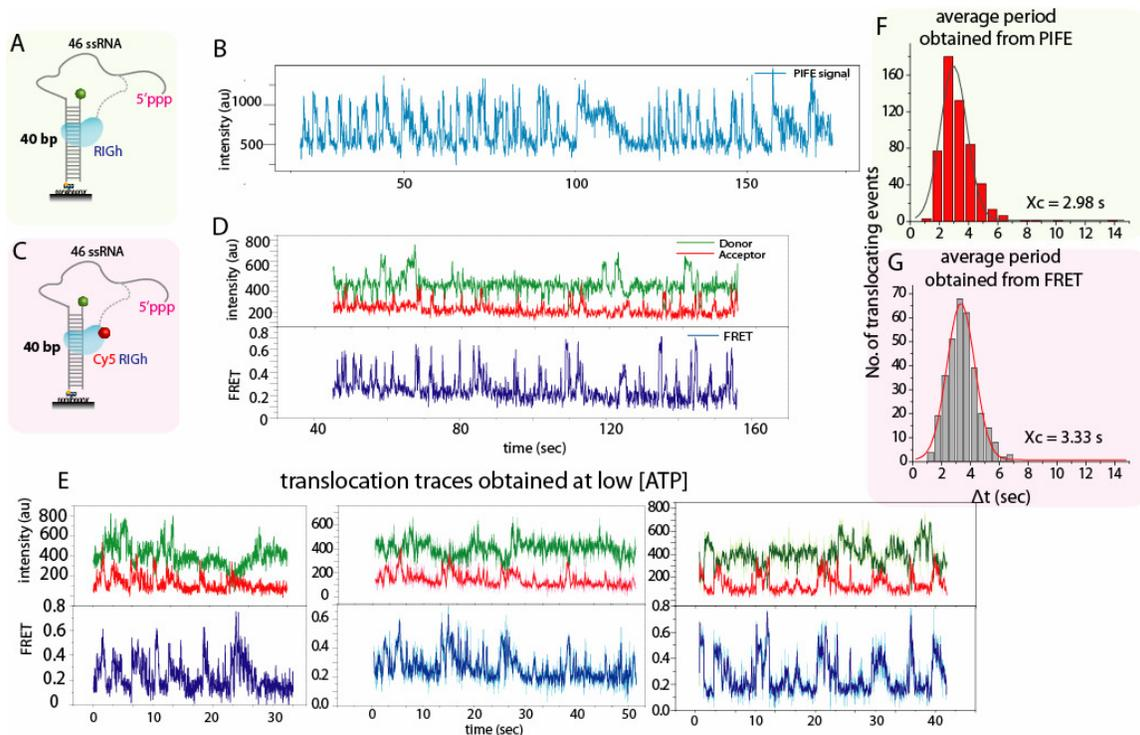 A
46 ssRNA
5'ppp
40 bp
RIGh
B
PIFE signal
intensity (au)
1000
500
50
100
150
C
46 ssRNA
5'ppp
40 bp
Cy5 RIGh
D
Donor
Acceptor
intensity (au)
800
600
400
200
FRET
FRET
0.8
0.6
0.4
0.2
0
40
80
120
160
time (sec)
E
translocation traces obtained at low [ATP]
intensity (au)
800
600
400
200
0
FRET
0.8
0.6
0.4
0.2
0
0
10
20
30
600
400
200
0
0.6
0.4
0.2
0.0
0
10
20
30
40
50
time (sec)
800
600
400
200
0.8
0.6
0.4
0.2
0.0
0
10
20
30
40
F
average period
obtained from PIFE
160
120
80
40
0
0 2 4 6 8 10 12 14
Xc = 2.98 s
No. of translocating events
G
average period
obtained from FRET
70
60
50
40
30
20
10
0
0 2 4 6 8 10 12 14
Xc = 3.33 s
Δt (sec)